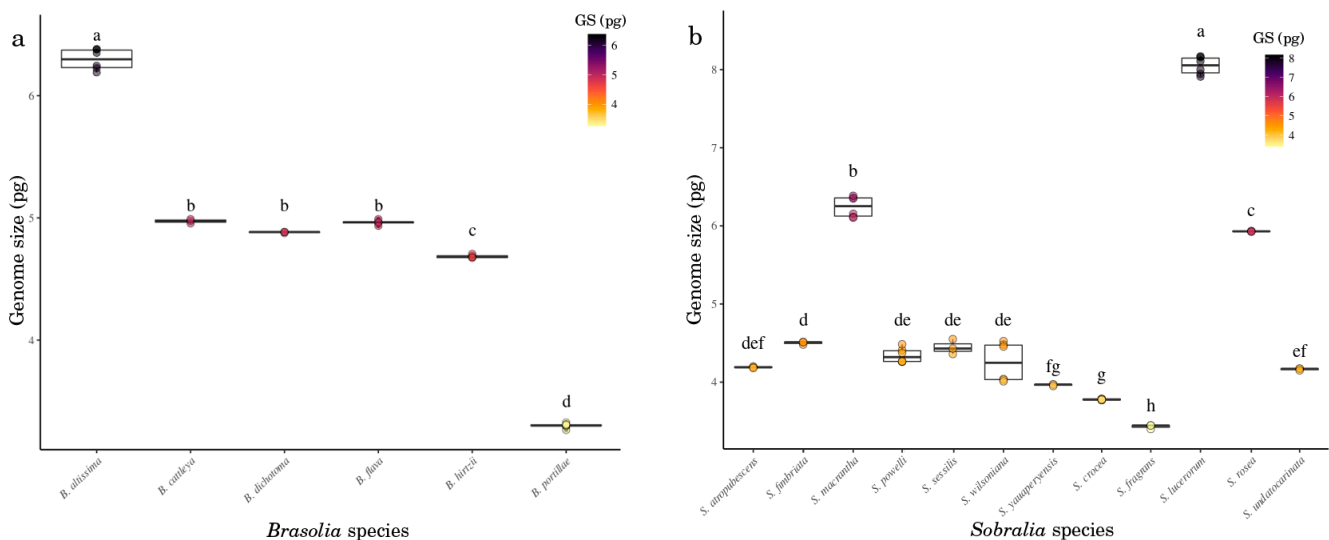 a
GS (pg)
6
5
4
Genome size (pg)
6
5
4
a
b
b
b
c
d
B. altissima
B. cattleya
B. dichotoma
B. flava
B. hirtzii
B. portillae
Brasolia species
b
GS (pg)
8
7
6
5
4
Genome size (pg)
8
7
6
5
4
def
d
b
de
de
de
fg
g
h
a
c
ef
S. atropubescens
S. fimbriata
S. macrantha
S. powelli
S. sessilis
S. wilsoniana
S. yauaperyensis
S. crocea
S. fragrans
S. lucerorum
S. rosea
S. undatocarinata
Sobralia species